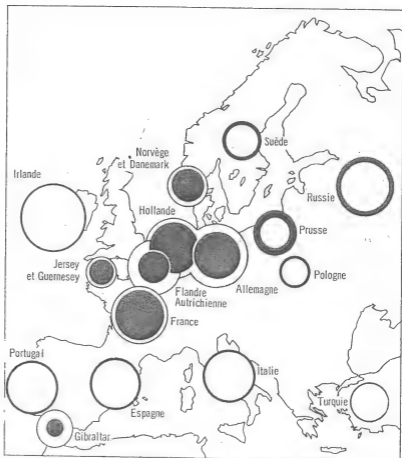 Suède
Norvège
et Danemark
Irlande
Russie
Hollande
Prusse
Jersey
et Guernesey
Pologne
Flandre
Autrichienne
Allemagne
France
Portugal
Italie
Espagne
Turquie
Gibraltar